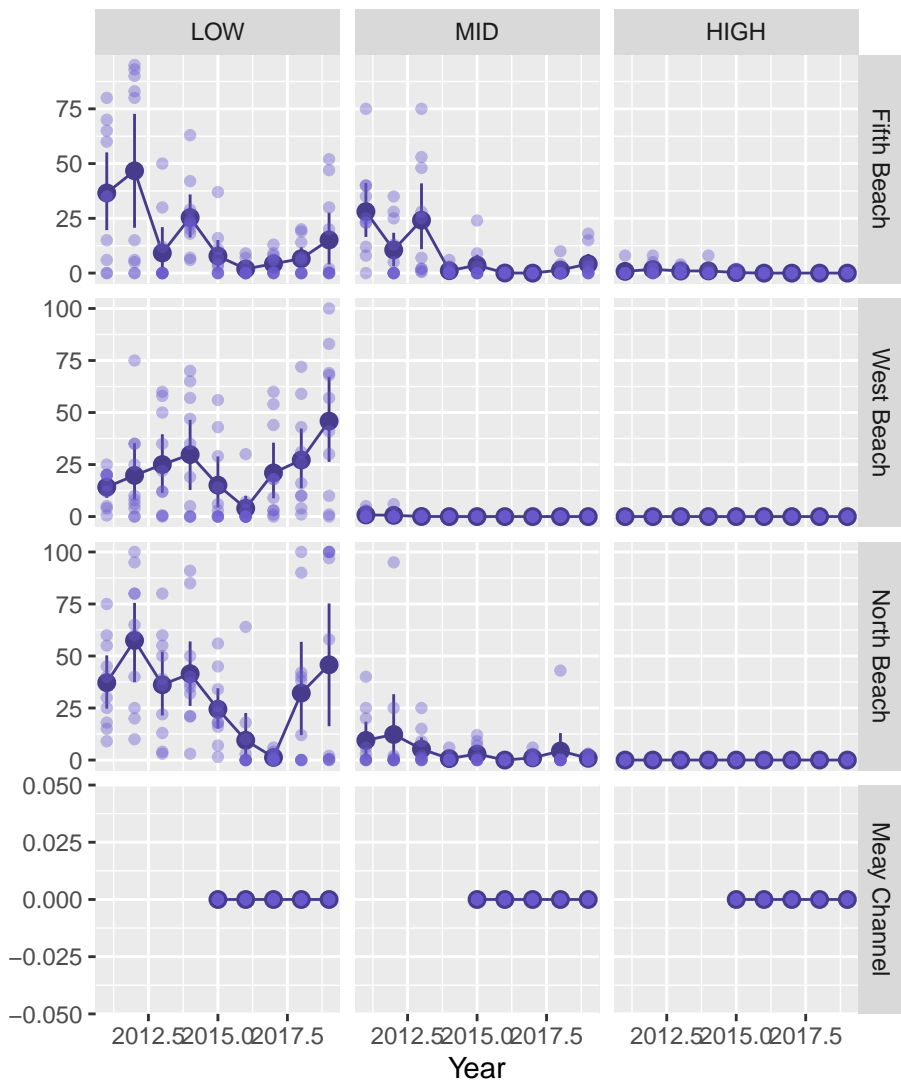 LOW MID HIGH
75
50
25
0
Fifth Beach
100
75
50
25
0
West Beach
100
75
50
25
0
North Beach
0.050
0.025
0.000
−0.025
−0.050
Meay Channel
2012.5 2015.0 2017.5 2012.5 2015.0 2017.5 2012.5 2015.0 2017.5
Year